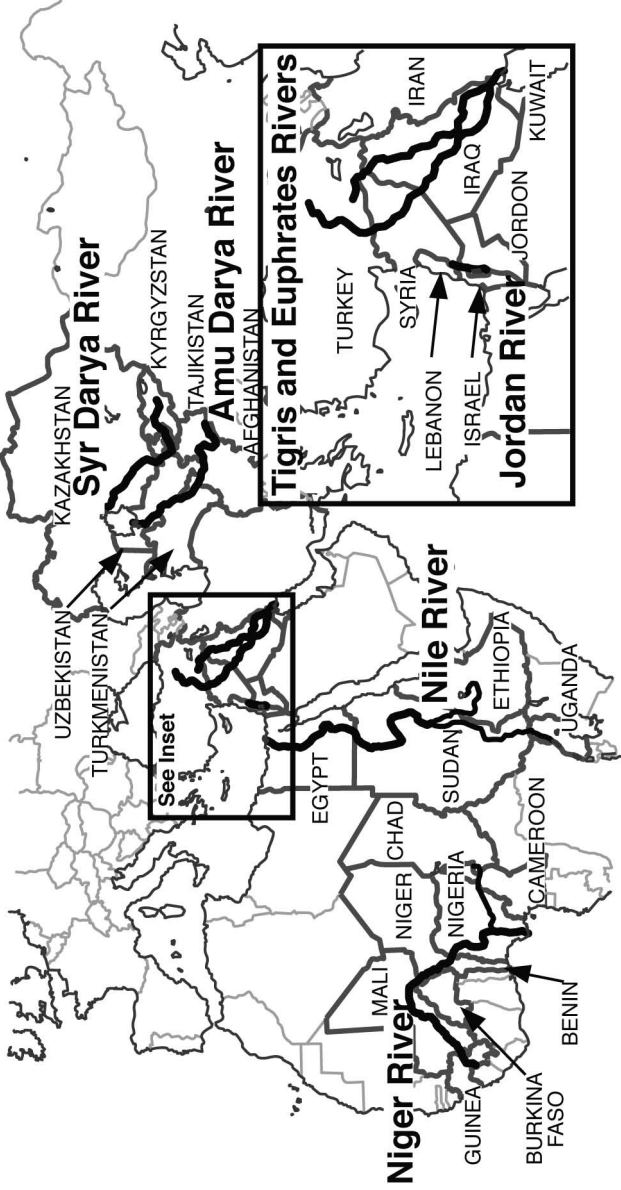 KAZAKHSTAN
Syr Darya River
KYRGYZSTAN
TAJIKISTAN
Amu Darya River
AFGHANISTAN
UZBEKISTAN
TURKMENISTAN
See Inset
Tigris and Euphrates Rivers
TURKEY
IRAN
SYRIA
IRAQ
LEBANON
ISRAEL
JORDON
KUWAIT
Jordan River
EGYPT
Nile River
SUDAN
ETHIOPIA
UGANDA
CHAD
NIGER
NIGERIA
CAMEROON
MALI
Niger River
GUINEA
BURKINA
FASO
BENIN